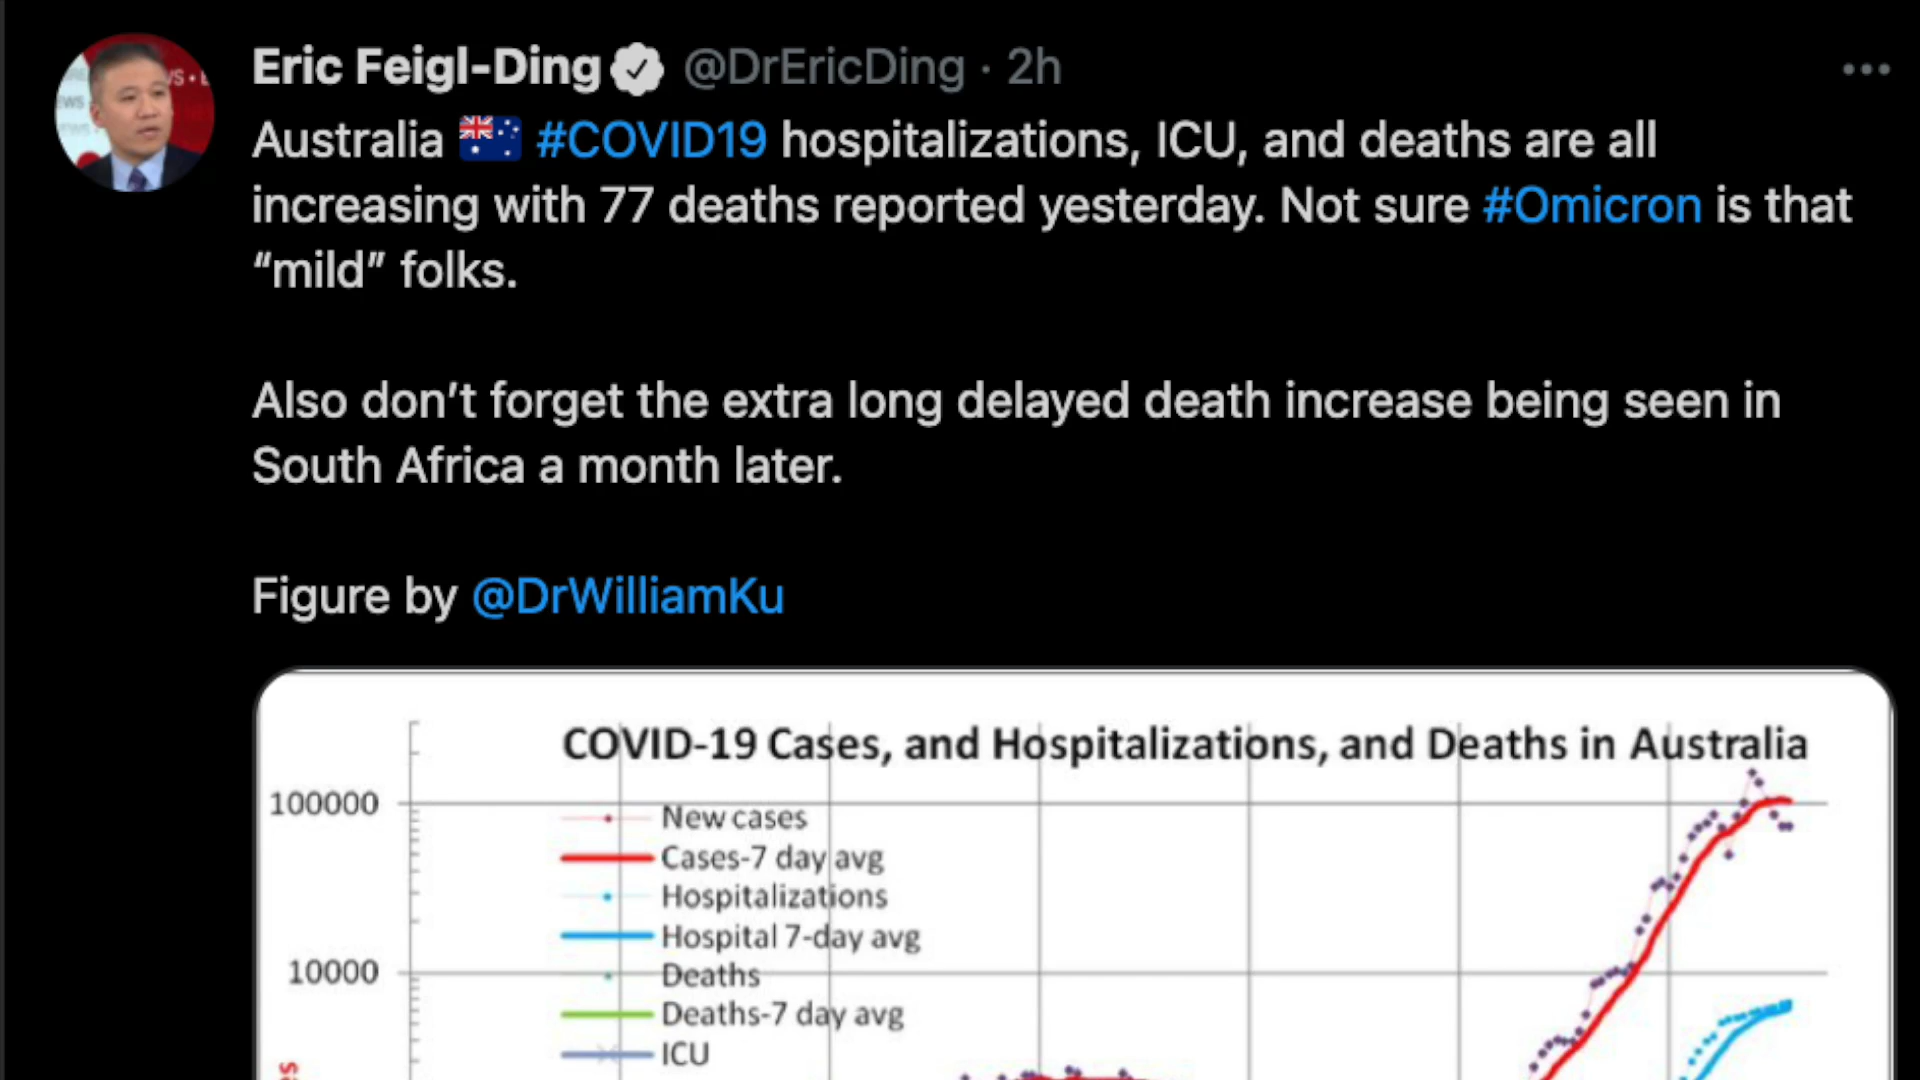 Eric Feigl-Ding @DrEricDing · 2h
Australia 🇦🇺 #COVID19 hospitalizations, ICU, and deaths are all
increasing with 77 deaths reported yesterday. Not sure #Omicron is that
“mild” folks.
Also don’t forget the extra long delayed death increase being seen in
South Africa a month later.
Figure by @DrWilliamKu
COVID-19 Cases, and Hospitalizations, and Deaths in Australia
100000
New cases
Cases-7 day avg
Hospitalizations
Hospital 7-day avg
10000
Deaths
Deaths-7 day avg
ICU